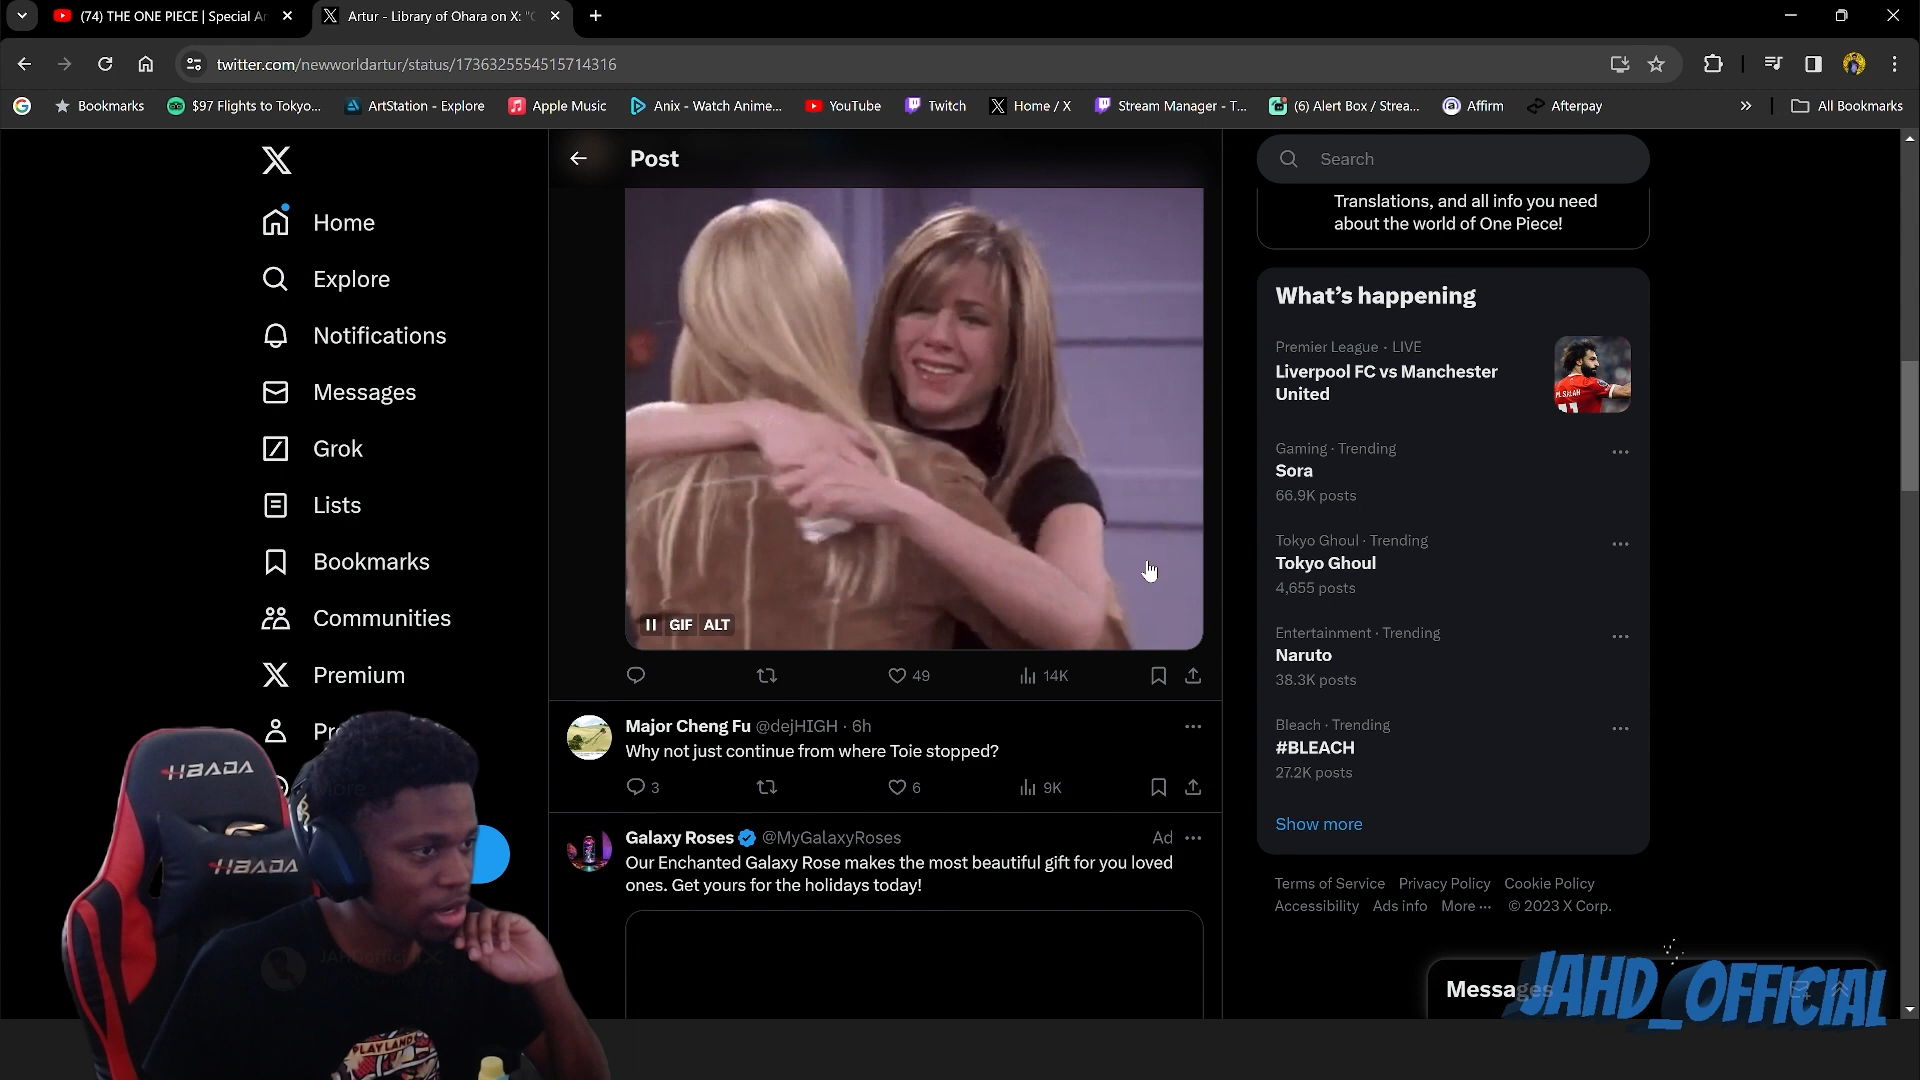 (74) THE ONE PIECE | Special Ar
Artur - Library of Ohara on X: "
twitter.com/newworldartur/status/1736325554515714316
Bookmarks
$97 Flights to Tokyo...
ArtStation - Explore
Apple Music
Anix - Watch Anime...
YouTube
Twitch
Home / X
Stream Manager - T...
(6) Alert Box / Strea...
Affirm
Afterpay
All Bookmarks
Home
Explore
Notifications
Messages
Grok
Lists
Bookmarks
Communities
Premium
More
Post
GIF ALT
49
14K
Major Cheng Fu @dejHIGH · 6h
Why not just continue from where Toie stopped?
3
6
9K
Galaxy Roses @MyGalaxyRoses
Ad
Our Enchanted Galaxy Rose makes the most beautiful gift for you loved
ones. Get yours for the holidays today!
Search
Translations, and all info you need
about the world of One Piece!
What's happening
Premier League · LIVE
Liverpool FC vs Manchester
United
M.SALAH
11
Gaming · Trending
Sora
66.9K posts
Tokyo Ghoul · Trending
Tokyo Ghoul
4,655 posts
Entertainment · Trending
Naruto
38.3K posts
Bleach · Trending
#BLEACH
27.2K posts
Show more
Terms of Service Privacy Policy Cookie Policy
Accessibility Ads info More ··· © 2023 X Corp.
Messages
JAHD_OFFICIAL
HBADA
HBADA
PLAYLAND